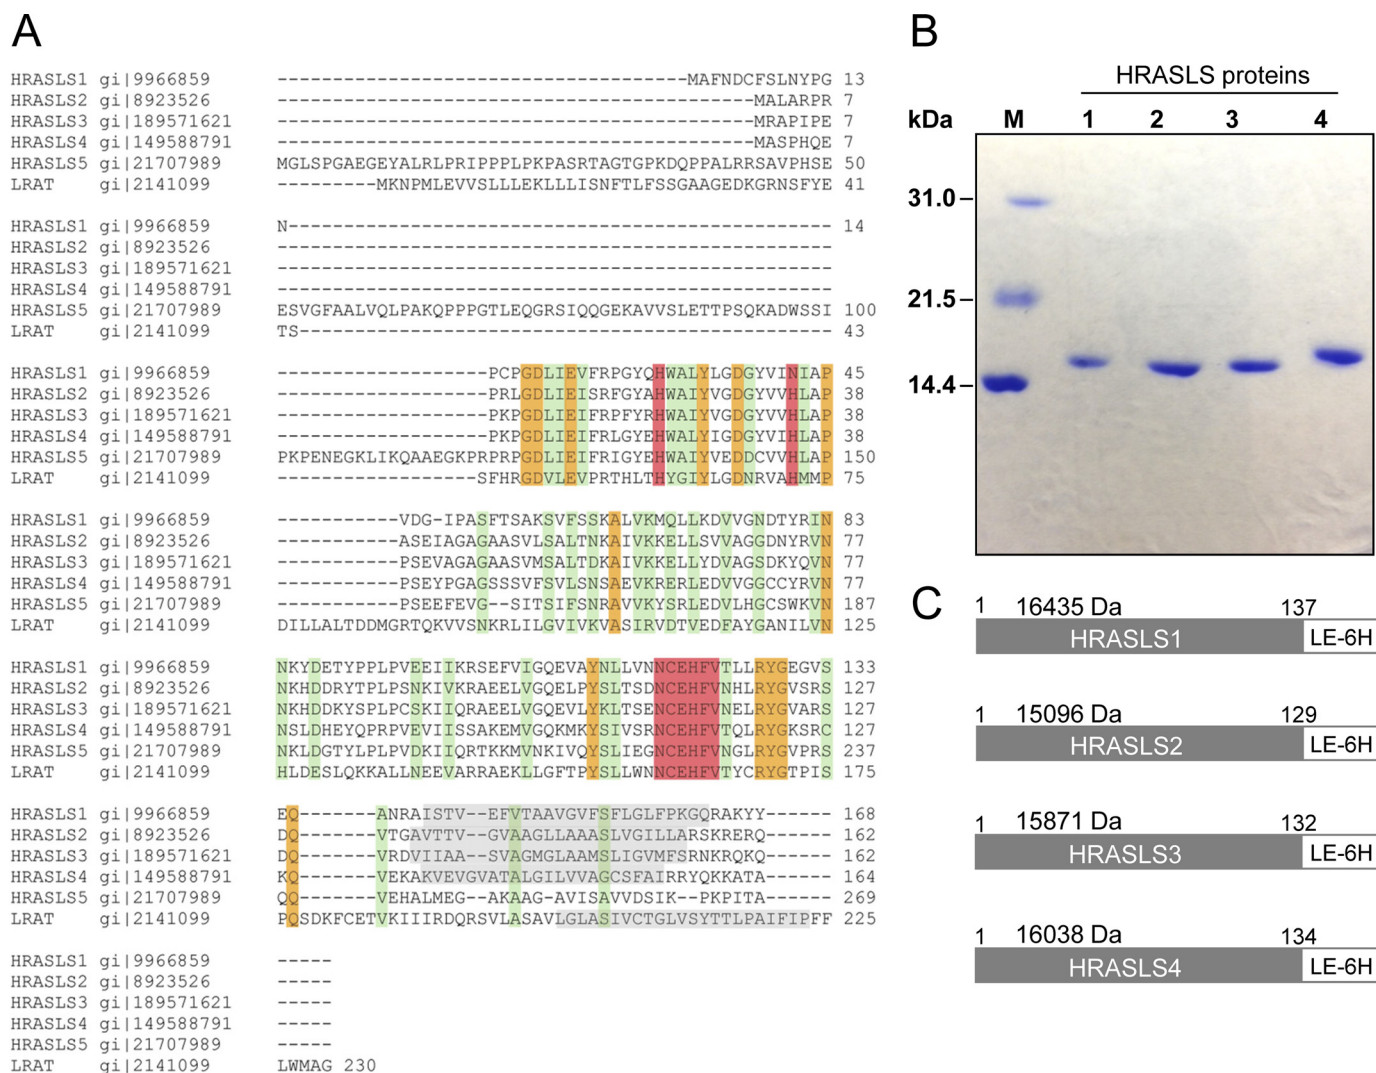 A
HRASLS1 gi|9966859 -------------------------------------MAFNDCFSLNYPG 13
HRASLS2 gi|8923526 -------------------------------------------MALARPR 7
HRASLS3 gi|189571621 -------------------------------------------MRAPIPE 7
HRASLS4 gi|149588791 -------------------------------------------MASPHQE 7
HRASLS5 gi|21707989 MGLSPGAEGEYALRLPRIPPPLPKPASRTAGTGPKDQPPALRRSAVPHSE 50
LRAT gi|2141099 ---------MKNPMLEVVSLLLEKLLLISNFTLFSSGAAGEDKGRNSFYE 41
HRASLS1 gi|9966859 N------------------------------------------------- 14
HRASLS2 gi|8923526 --------------------------------------------------
HRASLS3 gi|189571621 --------------------------------------------------
HRASLS4 gi|149588791 --------------------------------------------------
HRASLS5 gi|21707989 ESVGFAALVQLPAKQPPPGTLEQGRSIQQGEKAVVSLETTPSQKADWSSI 100
LRAT gi|2141099 TS------------------------------------------------ 43
HRASLS1 gi|9966859 -------------------PCPGDLIEVFRPGYQHWALYLGDGYVINIAP 45
HRASLS2 gi|8923526 -------------------PRLGDLIEISRFGYAHWAIYVGDGYVVHLAP 38
HRASLS3 gi|189571621 -------------------PKPGDLIEIFRPFYRHWAIYVGDGYVVHLAP 38
HRASLS4 gi|149588791 -------------------PKPGDLIEIFRLGYEHWALYIGDGYVIHLAP 38
HRASLS5 gi|21707989 PKPENEGKLIKQAAEGKPRPRPGDLIEIFRIGYEHWAIYVEDDCVVHLAP 150
LRAT gi|2141099 ------------------SFHRGDVLEVPRTHLTHYGIYLGDNRVAHMMP 75
HRASLS1 gi|9966859 -----------VDG-IPASFTSAKSVFSSKALVKMQLLKDVVGNDTYRIN 83
HRASLS2 gi|8923526 -----------ASEIAGAGAASVLSALTNKAIVKKELLSVVAGGDNYRVN 77
HRASLS3 gi|189571621 -----------PSEVAGAGAASVMSALTDKAIVKKELLYDVAGSDKYQVN 77
HRASLS4 gi|149588791 -----------PSEYPGAGSSSVFSVLSNSAEVKRERLEDVVGGCCYRVN 77
HRASLS5 gi|21707989 -----------PSEEFEVG--SITSIFSNRAVVKYSRLEDVLHGCSWKVN 187
LRAT gi|2141099 DILLALTDDMGRTQKVVSNKRLILGVIVKVASIRVDTVEDFAYGANILVN 125
HRASLS1 gi|9966859 NKYDETYPPLPVEEIIKRSEFVIGQEVAYNLLVNNCEHFVTLLRYGEGVS 133
HRASLS2 gi|8923526 NKHDDRYTPLPSNKIVKRAEELVGQELPYSLTSDNCEHFVNHLRYGVSRS 127
HRASLS3 gi|189571621 NKHDDKYSPLPCSKIIQRAEELVGQEVLYKLTSENCEHFVNELRYGVARS 127
HRASLS4 gi|149588791 NSLDHEYQPRPVEVIISSAKEMVGQKMKYSIVSRNCEHFVTQLRYGKSRC 127
HRASLS5 gi|21707989 NKLDGTYLPLPVDKIIQRTKKMVNKIVQYSLIEGNCEHFVNGLRYGVPRS 237
LRAT gi|2141099 HLDESLQKKALLNEEVARRAEKLLGFTPYSLLWNNCEHFVTYCRYGTPIS 175
HRASLS1 gi|9966859 EQ-------ANRAISTV--EFVTAAVGVFSFLGLFPKGQRAKYY------ 168
HRASLS2 gi|8923526 DQ-------VTGAVTTV--GVAAGLLAAASLVGILLARSKRERQ------ 162
HRASLS3 gi|189571621 DQ-------VRDVIIAA--SVAGMGLAAMSLIGVMFSRNKRQKQ------ 162
HRASLS4 gi|149588791 KQ-------VEKAKVEVGVATALGILVVAGCSFAIRRYQKKATA------ 164
HRASLS5 gi|21707989 QQ-------VEHALMEG--AKAAG-AVISAVVDSIK--PKPITA------ 269
LRAT gi|2141099 PQSDKFCETVKIIIRDQRSVLASAVLGLASIVCTGLVSYTTLPAIFIPFF 225
HRASLS1 gi|9966859 -----
HRASLS2 gi|8923526 -----
HRASLS3 gi|189571621 -----
HRASLS4 gi|149588791 -----
HRASLS5 gi|21707989 -----
LRAT gi|2141099 LWMAG 230
B
HRASLS proteins
kDa M 1 2 3 4
31.0
21.5
14.4
C
1 16435 Da 137
HRASLS1 LE-6H
1 15096 Da 129
HRASLS2 LE-6H
1 15871 Da 132
HRASLS3 LE-6H
1 16038 Da 134
HRASLS4 LE-6H